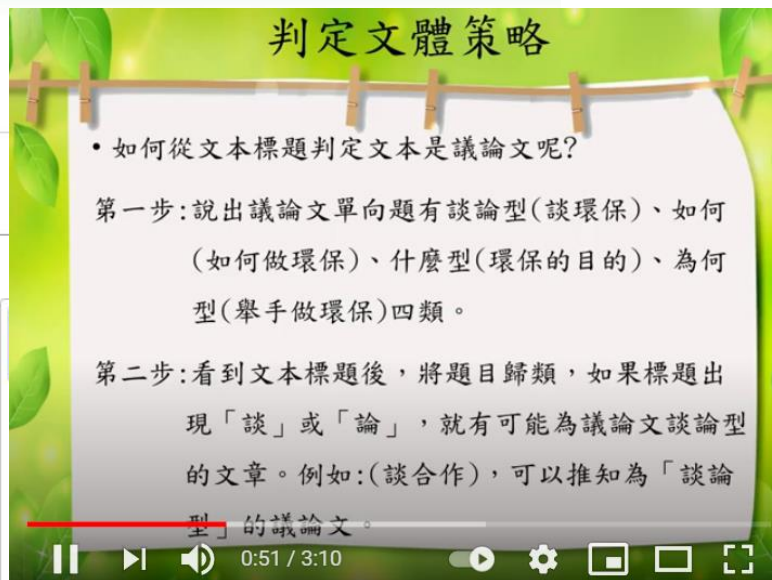 判定文體策略
•如何從文本標題判定文本是議論文呢?
第一步:說出議論文單向題有談論型(談環保)、如何
(如何做環保)、什麼型(環保的目的)、為何
型(舉手做環保)四類。
第二步:看到文本標題後,將題目歸類,如果標題出
現「談」或「論」,就有可能為議論文談論型
的文章。例如:(談合作),可以推知為「談論
型」的議論文。
0:51 / 3:10